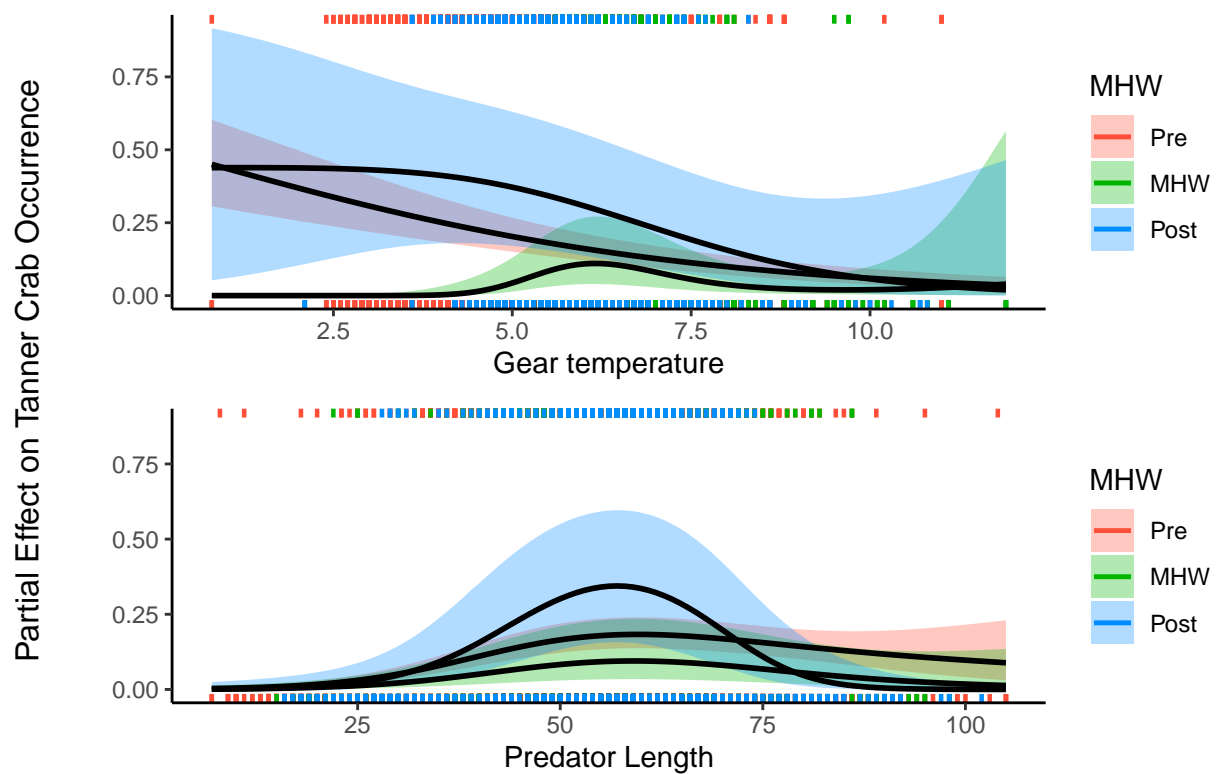 Partial Effect on Tanner Crab Occurrence
0.75
0.50
0.25
0.00
2.5 5.0 7.5 10.0
Gear temperature
MHW
Pre
MHW
Post
0.75
0.50
0.25
0.00
25 50 75 100
Predator Length
MHW
Pre
MHW
Post